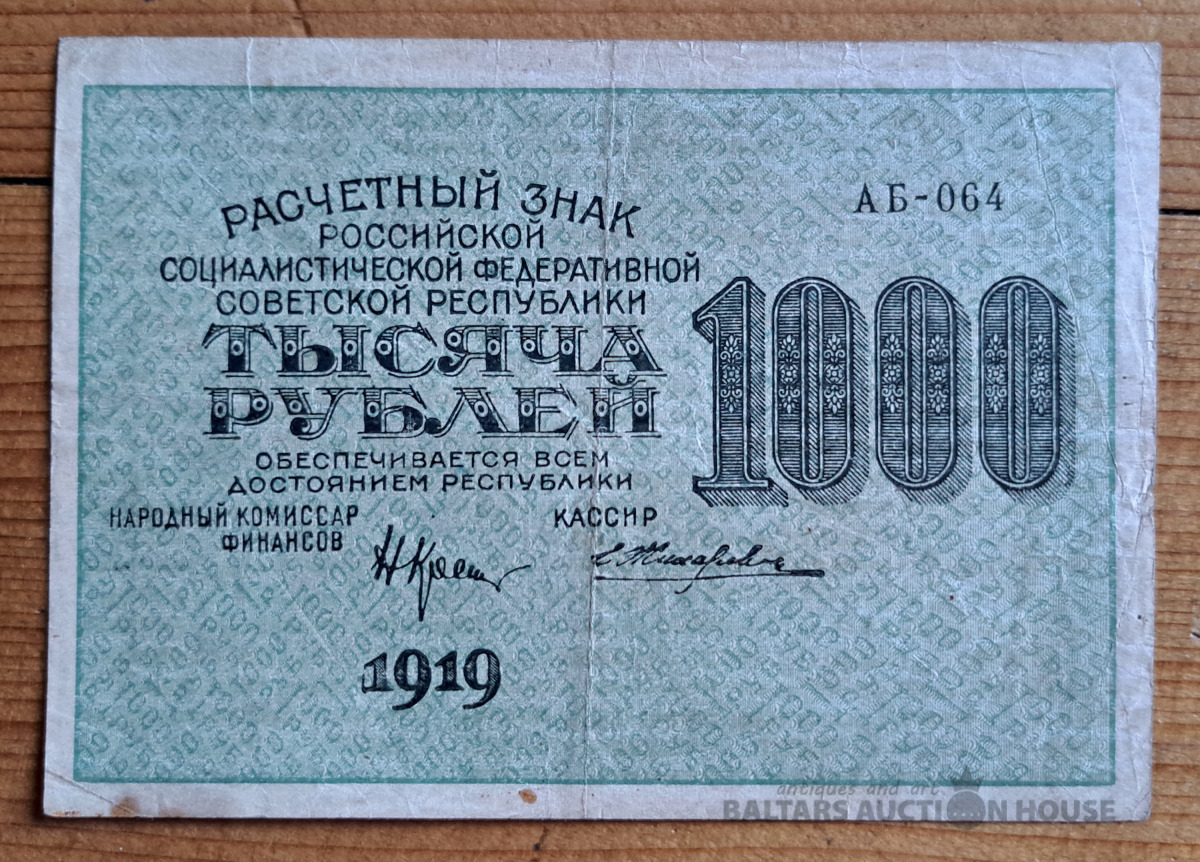 РАСЧЕТНЫЙ ЗНАК
РОССИЙСКОЙ
СОЦИАЛИСТИЧЕСКОЙ ФЕДЕРАТИВНОЙ
СОВЕТСКОЙ РЕСПУБЛИКИ
ТЫСЯЧА
РУБЛЕЙ
ОБЕСПЕЧИВАЕТСЯ ВСЕМ
ДОСТОЯНИЕМ РЕСПУБЛИКИ
НАРОДНЫЙ КОМИССАР
ФИНАНСОВ
КАССИР
1919
АБ-064
1000
antiques and art
BALTARS AUCTION HOUSE